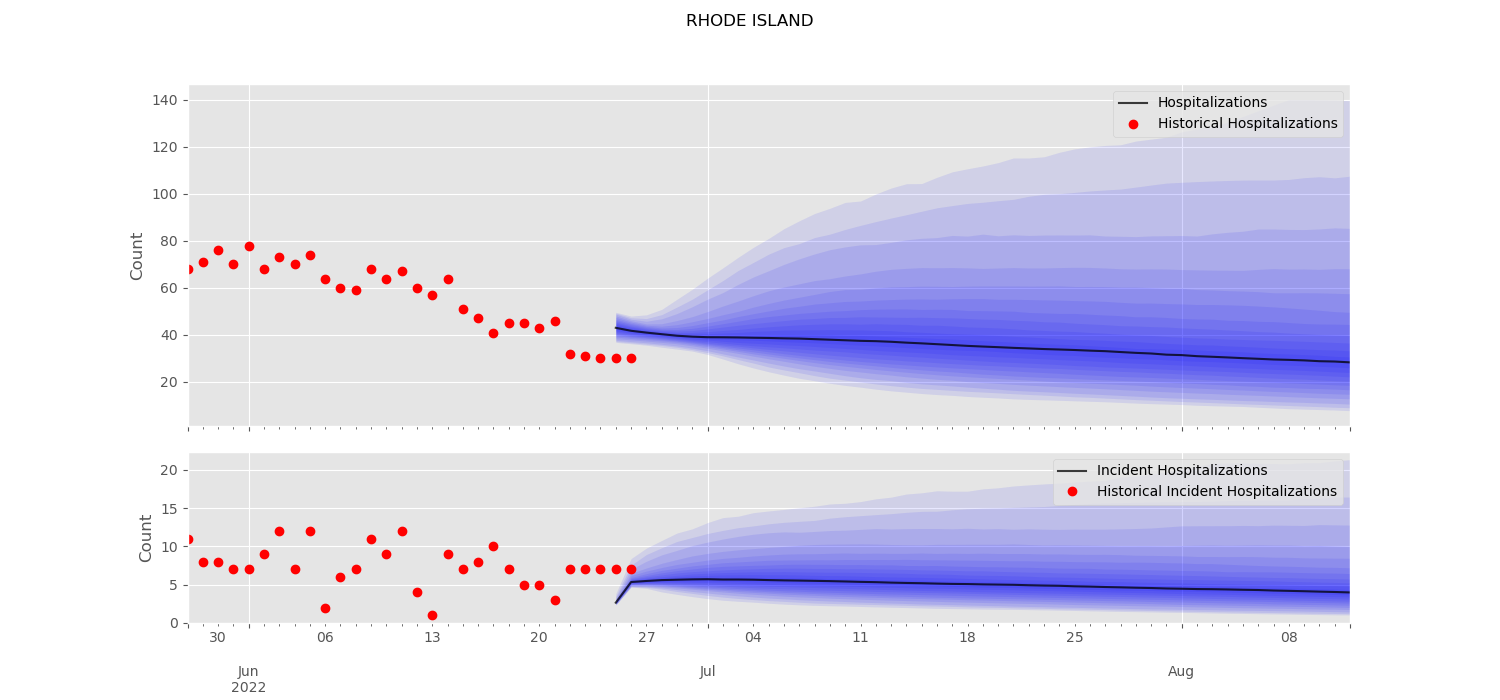 RHODE ISLAND
140
120
100
80
60
40
20
Count
Hospitalizations
Historical Hospitalizations
20
15
10
5
0
Count
Incident Hospitalizations
Historical Incident Hospitalizations
30 06 13 20 27 04 11 18 25 08
Jun Jul Aug
2022